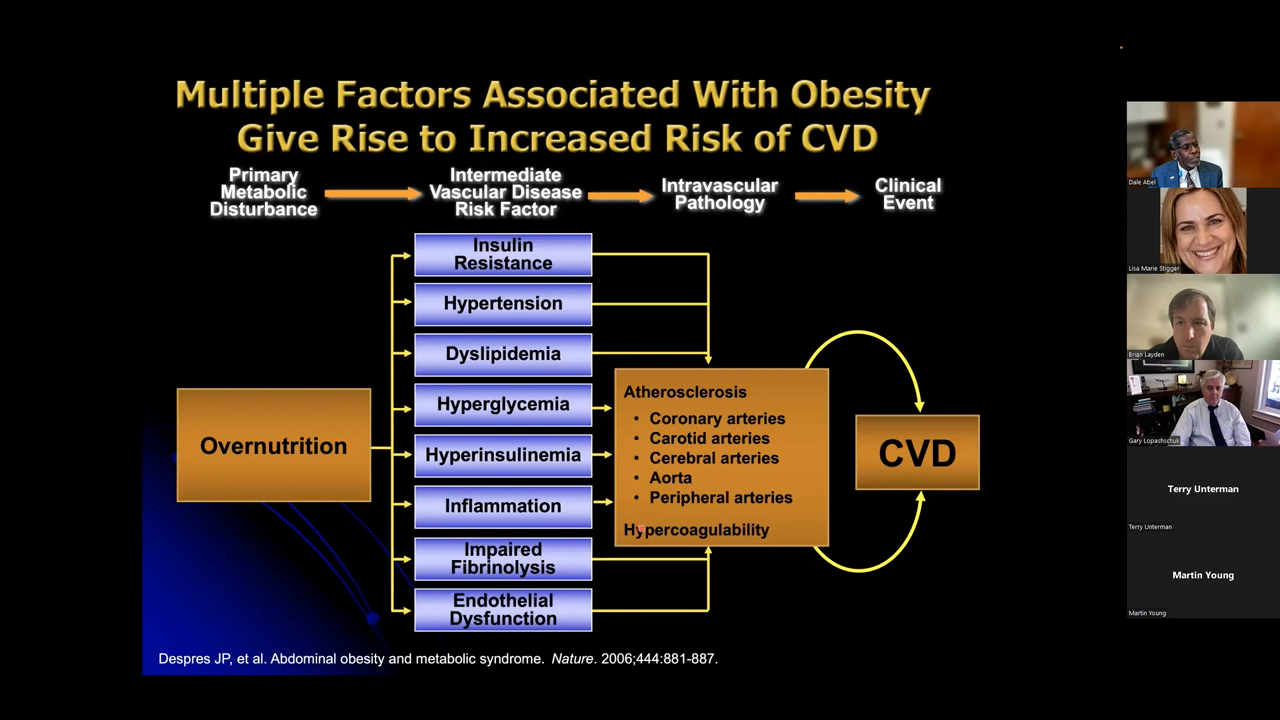 Multiple Factors Associated With Obesity
Give Rise to Increased Risk of CVD
Primary
Metabolic
Disturbance
Intermediate
Vascular Disease
Risk Factor
Intravascular
Pathology
Clinical
Event
Overnutrition
Insulin
Resistance
Hypertension
Dyslipidemia
Hyperglycemia
Hyperinsulinemia
Inflammation
Impaired
Fibrinolysis
Endothelial
Dysfunction
Atherosclerosis
• Coronary arteries
• Carotid arteries
• Cerebral arteries
• Aorta
• Peripheral arteries
Hypercoagulability
CVD
Despres JP, et al. Abdominal obesity and metabolic syndrome. Nature. 2006;444:881-887.
Dale Abel
Lisa Marie Stigger
Brian Layden
Gary Lopashschuk
Terry Unterman
Terry Unterman
Martin Young
Martin Young